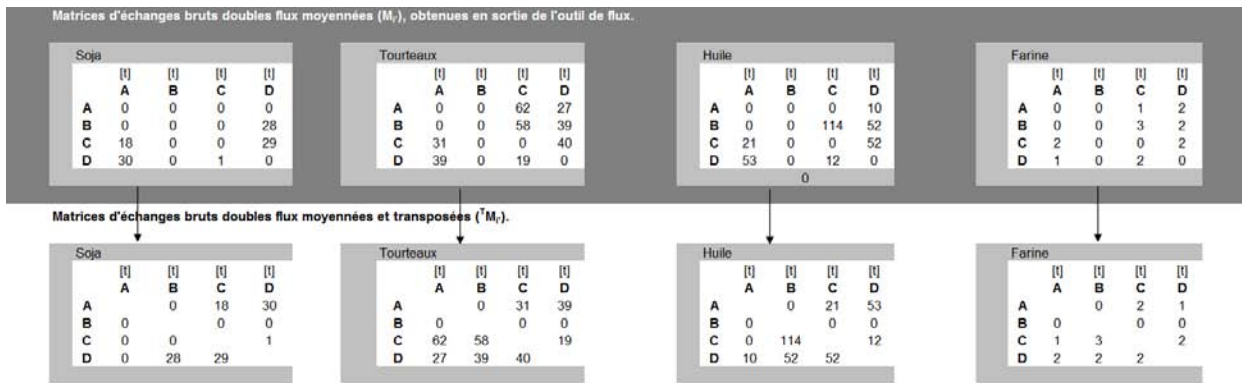 Matrices d'échanges bruts doubles flux moyennées (Mᵢ'), obtenues en sortie de l'outil de flux.
Soja Tourteaux Huile Farine
[t] [t] [t] [t] [t] [t] [t] [t] [t] [t] [t] [t] [t] [t] [t] [t]
A B C D A B C D A B C D A B C D
A 0 0 0 0 A 0 0 62 27 A 0 0 0 10 A 0 0 1 2
B 0 0 0 28 B 0 0 58 39 B 0 0 114 52 B 0 0 3 2
C 18 0 0 29 C 31 0 0 40 C 21 0 0 52 C 2 0 0 2
D 30 0 1 0 D 39 0 19 0 D 53 0 12 0 D 1 0 2 0
0
Matrices d'échanges bruts doubles flux moyennées et transposées (ᵀMᵢ').
Soja Tourteaux Huile Farine
[t] [t] [t] [t] [t] [t] [t] [t] [t] [t] [t] [t] [t] [t] [t] [t]
A B C D A B C D A B C D A B C D
A 0 18 30 A 0 31 39 A 0 21 53 A 0 2 1
B 0 0 0 B 0 0 0 B 0 0 0 B 0 0 0
C 0 0 1 C 62 58 19 C 0 114 12 C 1 3 2
D 0 28 29 D 27 39 40 D 10 52 52 D 2 2 2